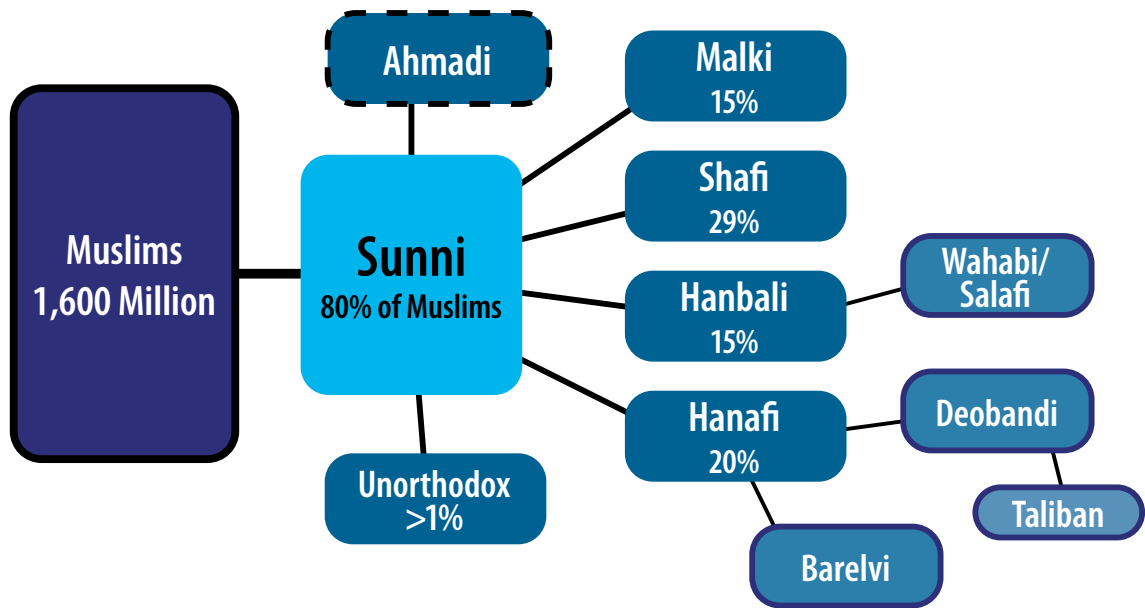 Muslims
1,600 Million
Ahmadi
Sunni
80% of Muslims
Unorthodox
>1%
Malki
15%
Shafi
29%
Hanbali
15%
Hanafi
20%
Wahabi/
Salafi
Deobandi
Taliban
Barelvi